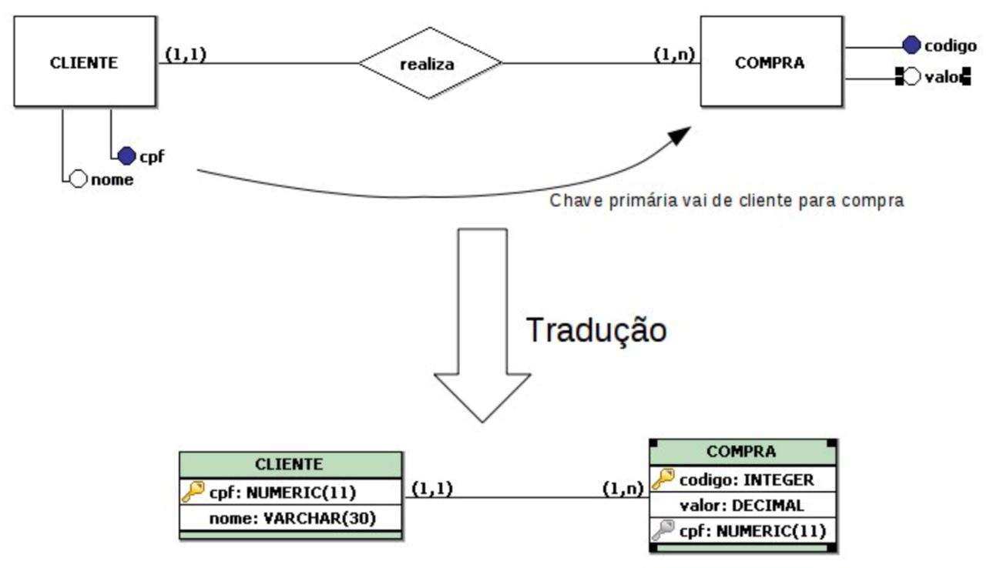 CLIENTE
(1,1)
realiza
(1,n)
COMPRA
codigo
valor
cpf
nome
Chave primária vai de cliente para compra
Tradução
CLIENTE
cpf: NUMERIC(11)
nome: VARCHAR(30)
(1,1)
(1,n)
COMPRA
codigo: INTEGER
valor: DECIMAL
cpf: NUMERIC(11)